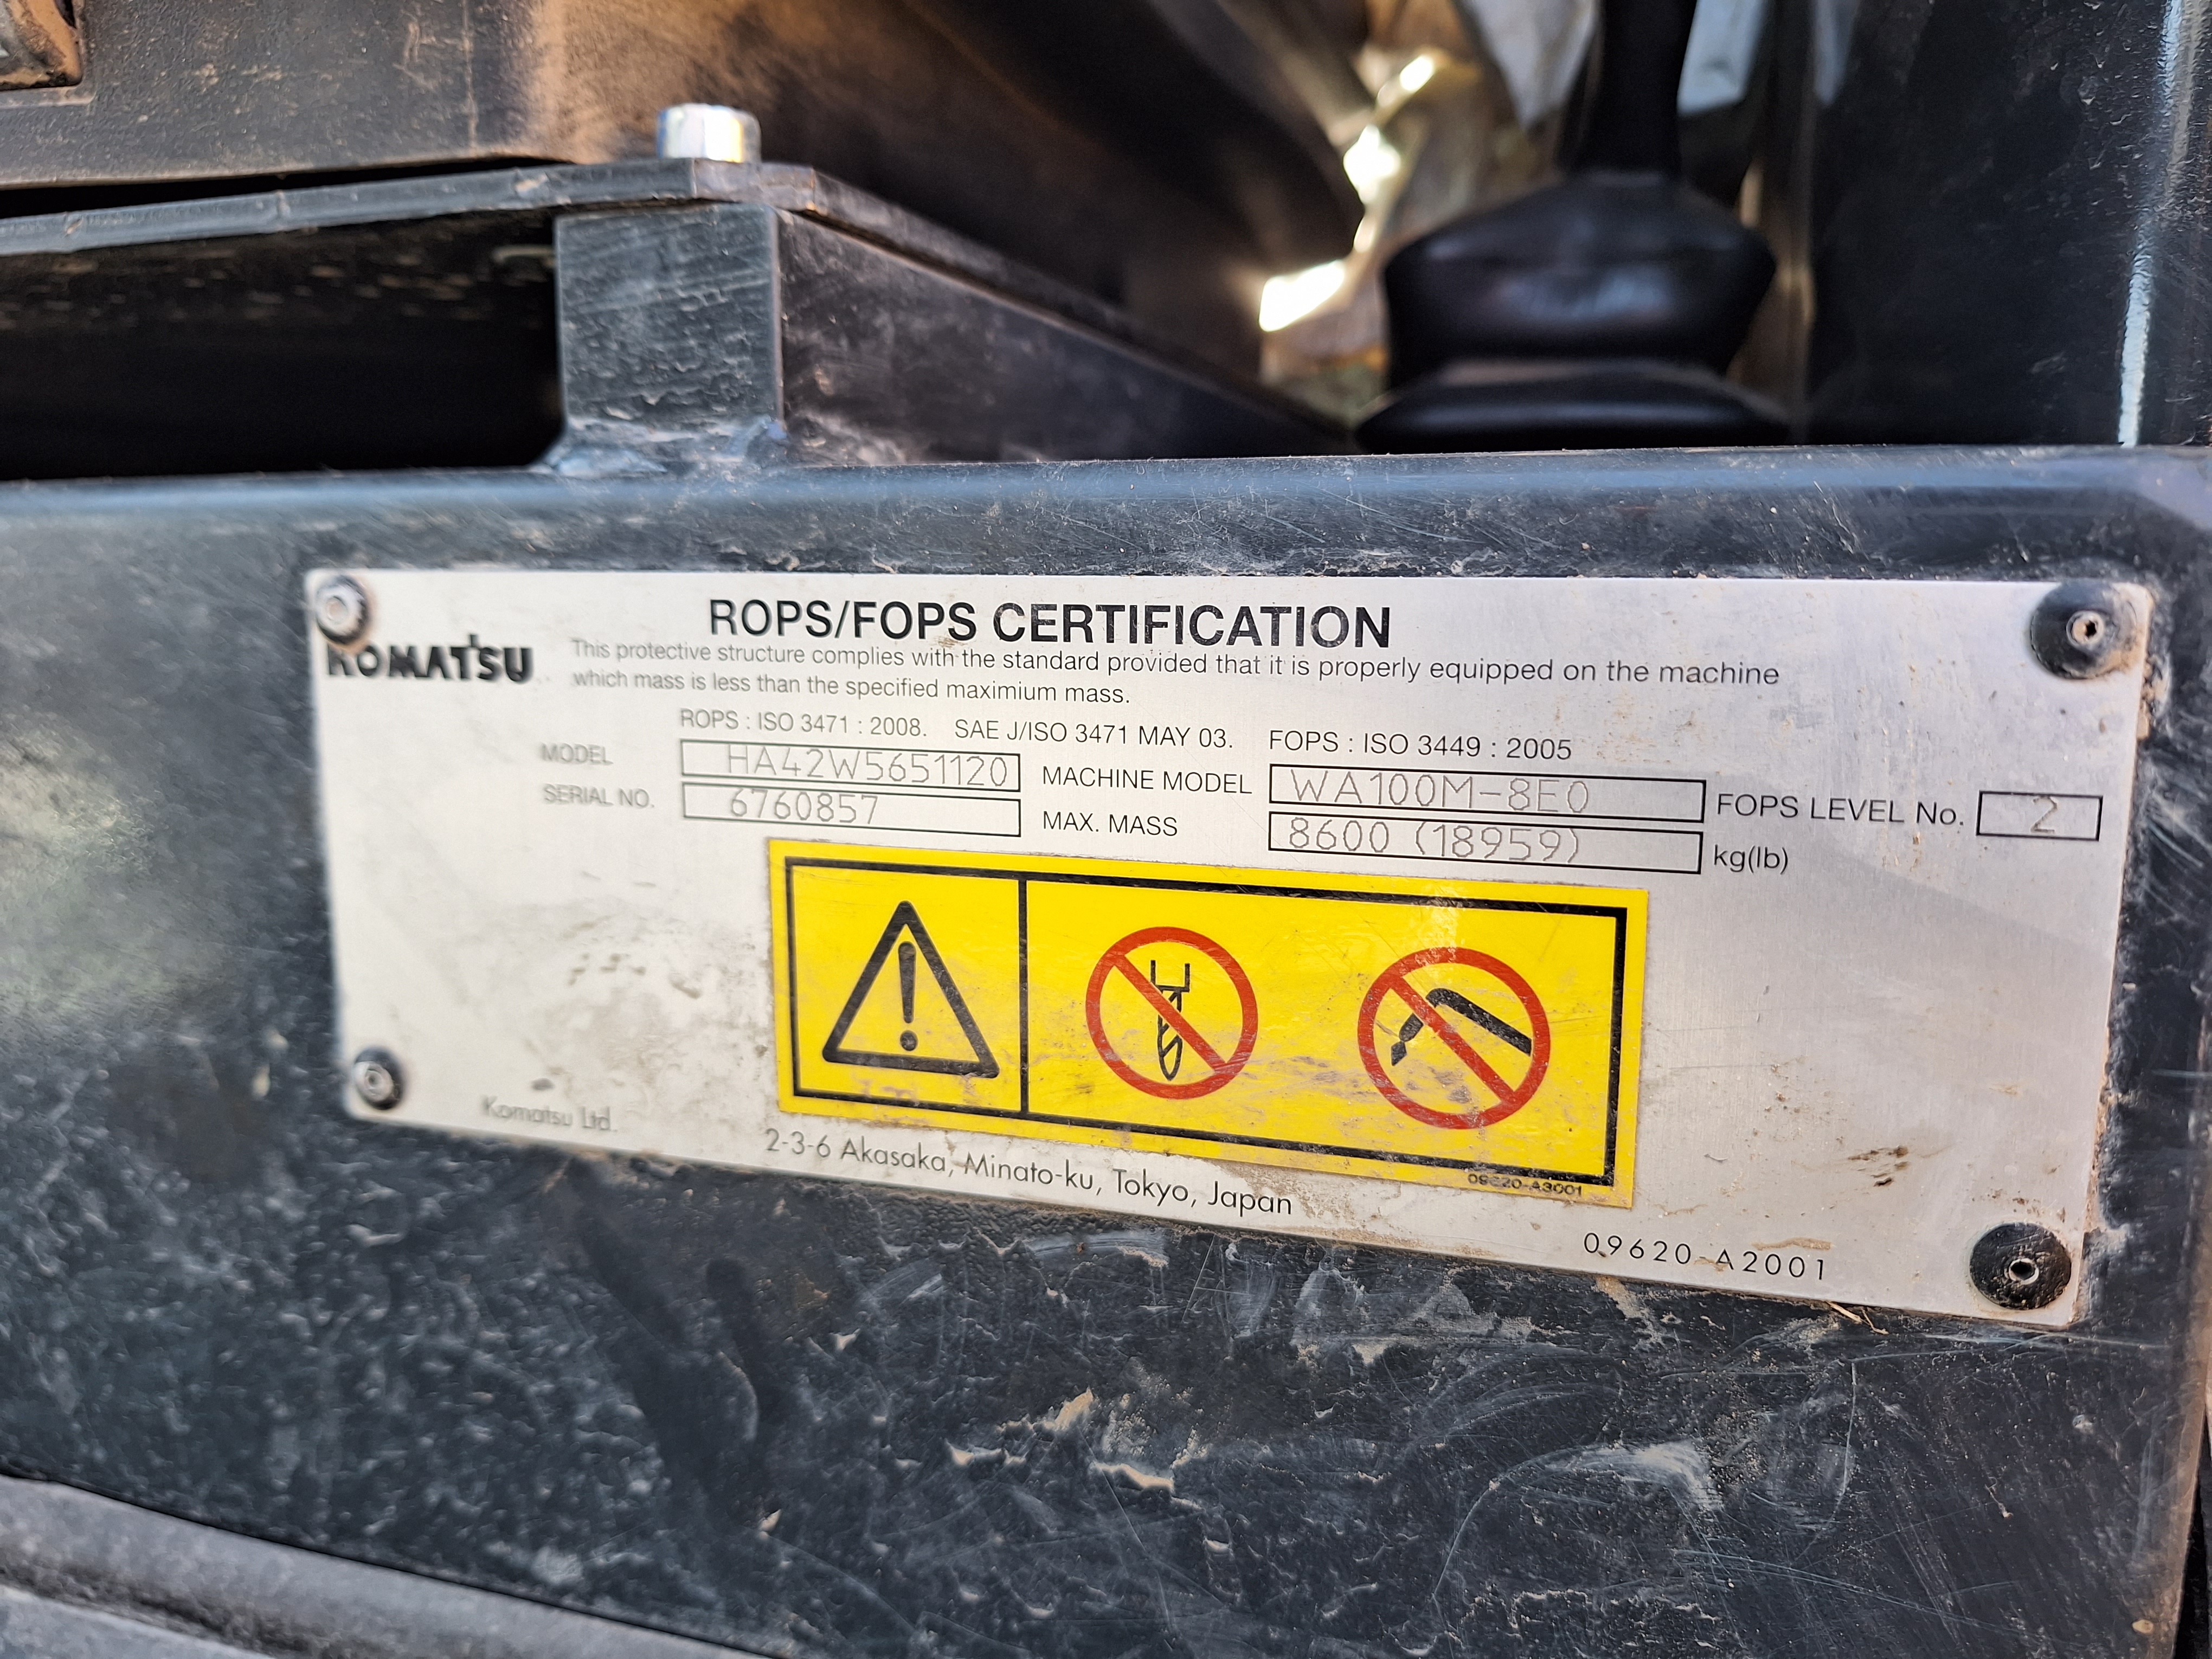 ROPS/FOPS CERTIFICATION
KOMATSU
This protective structure complies with the standard provided that it is properly equipped on the machine
which mass is less than the specified maximium mass.
ROPS : ISO 3471 : 2008. SAE J/ISO 3471 MAY 03. FOPS : ISO 3449 : 2005
MODEL HA42W5651120 MACHINE MODEL WA100M-8E0 FOPS LEVEL No. 2
SERIAL NO. 6760857 MAX. MASS 8600 (18959) kg(lb)
09620-A3001
Komatsu Ltd.
2-3-6 Akasaka, Minato-ku, Tokyo, Japan
09620-A2001